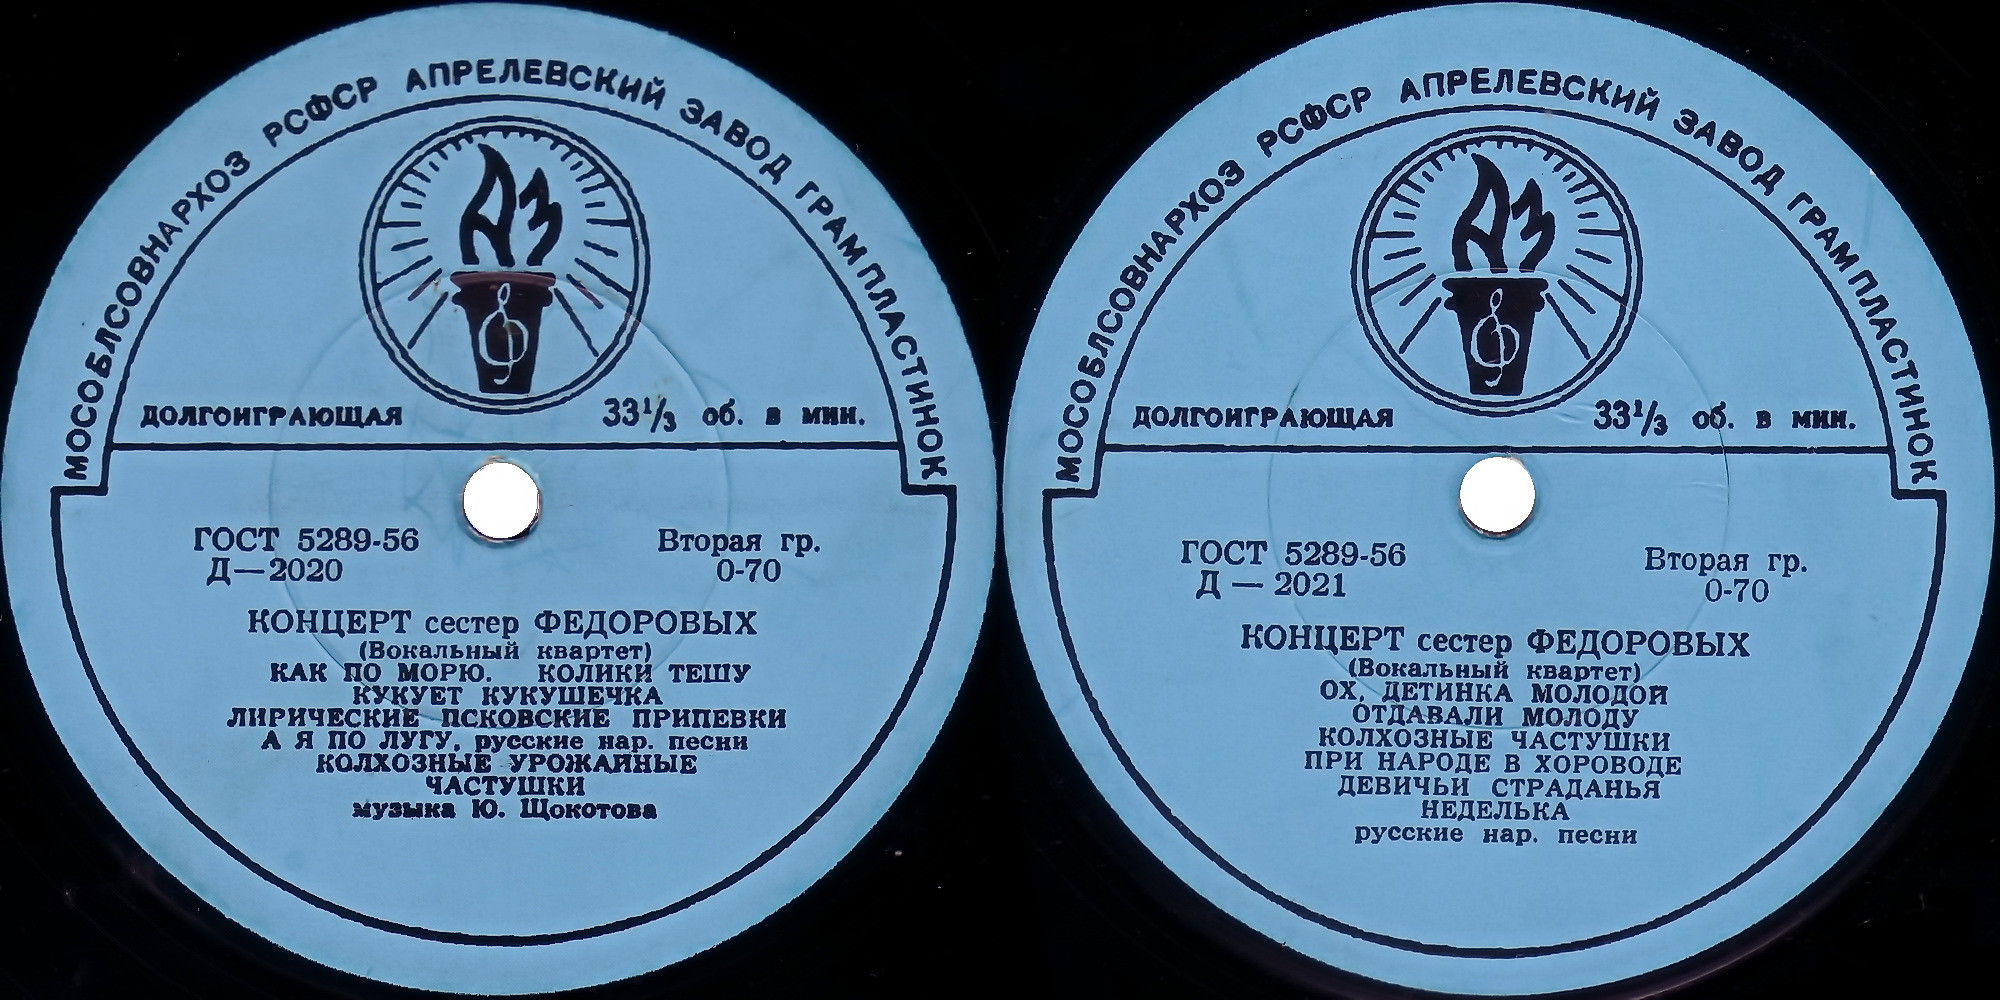 МОСОБЛСОВНАРХОЗ РСФСР АПРЕЛЕВСКИЙ ЗАВОД ГРАМПЛАСТИНОК
АЗ
ДОЛГОИГРАЮЩАЯ 33⅓ об. в мин.
ГОСТ 5289-56 Вторая гр.
Д—2020 0-70
КОНЦЕРТ сестер ФЕДОРОВЫХ
(Вокальный квартет)
КАК ПО МОРЮ. КОЛИКИ ТЕШУ
КУКУЕТ КУКУШЕЧКА
ЛИРИЧЕСКИЕ ПСКОВСКИЕ ПРИПЕВКИ
А Я ПО ЛУГУ, русские нар. песни
КОЛХОЗНЫЕ УРОЖАЙНЫЕ
ЧАСТУШКИ
музыка Ю. Щокотова
МОСОБЛСОВНАРХОЗ РСФСР АПРЕЛЕВСКИЙ ЗАВОД ГРАМПЛАСТИНОК
АЗ
ДОЛГОИГРАЮЩАЯ 33⅓ об. в мин.
ГОСТ 5289-56 Вторая гр.
Д — 2021 0-70
КОНЦЕРТ сестер ФЕДОРОВЫХ
(Вокальный квартет)
ОХ, ДЕТИНКА МОЛОДОЙ
ОТДАВАЛИ МОЛОДУ
КОЛХОЗНЫЕ ЧАСТУШКИ
ПРИ НАРОДЕ В ХОРОВОДЕ
ДЕВИЧЬИ СТРАДАНЬЯ
НЕДЕЛЬКА
русские нар. песни